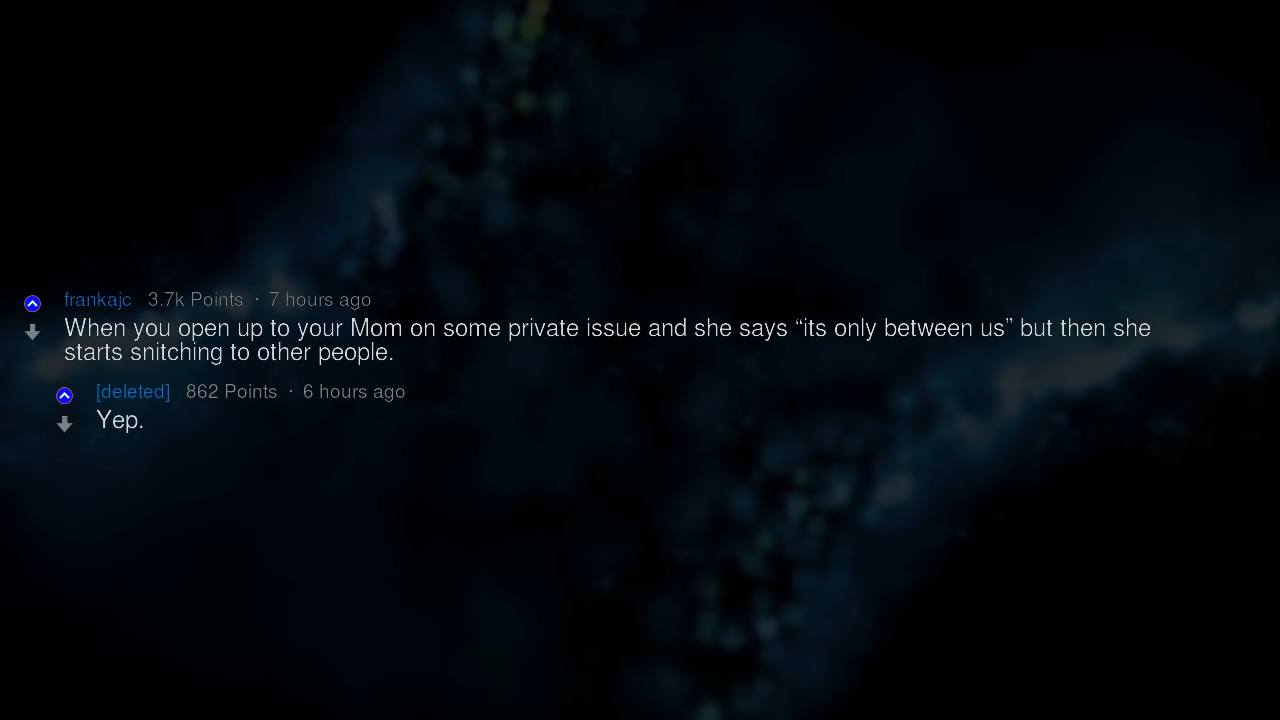 frankajc 3.7k Points · 7 hours ago
When you open up to your Mom on some private issue and she says “its only between us” but then she
starts snitching to other people.
[deleted] 862 Points · 6 hours ago
Yep.